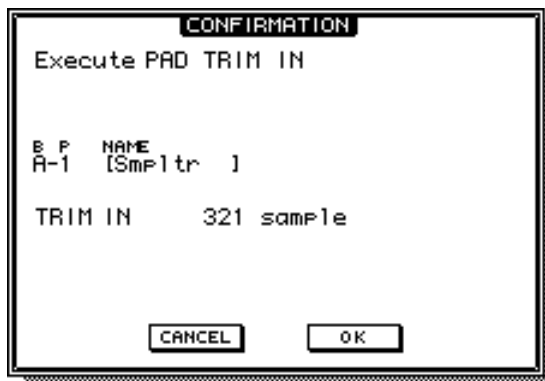 CONFIRMATION
Execute PAD TRIM IN
B P NAME
A-1 [Smpltr ]
TRIM IN 321 sample
CANCEL OK